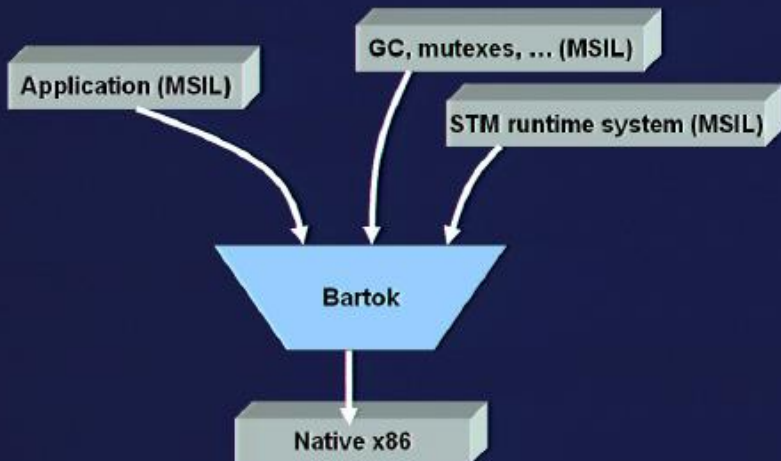 GC, mutexes, … (MSIL)
Application (MSIL)
STM runtime system (MSIL)
Bartok
Native x86